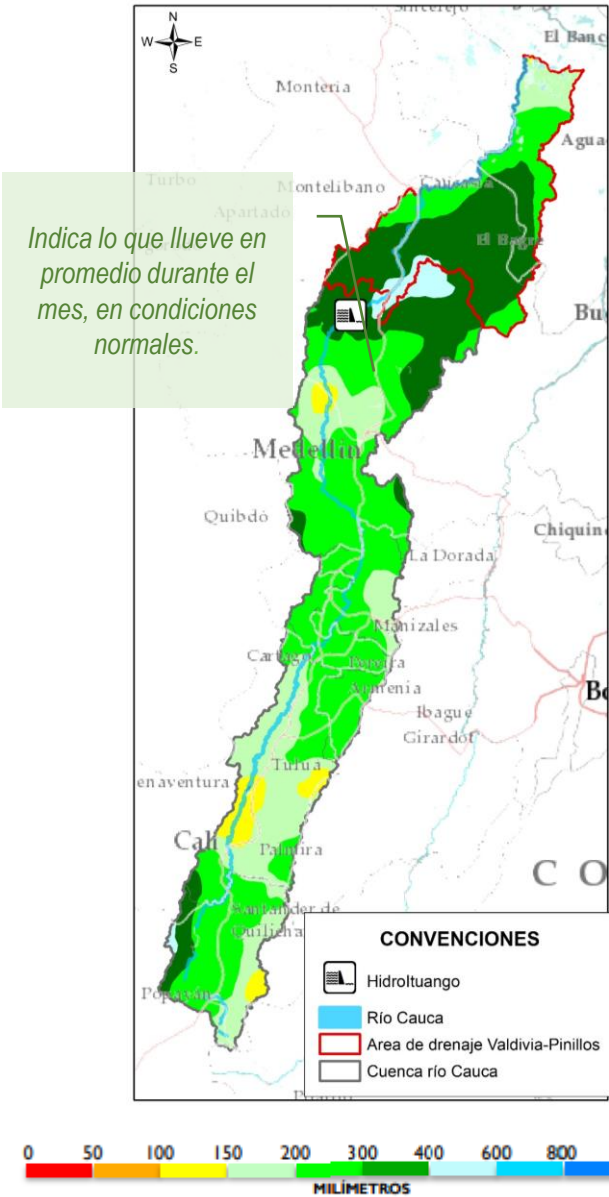 N
W E
S
Sincelejo
El Banc
Montería
Agua
Turbo
Montelibano
Caucasia
Apartado
El Bagre
Indica lo que llueve en
promedio durante el
mes, en condiciones
normales.
Bu
Medellín
Quibdó
Chiquin
La Dorada
Manizales
Cartago
Pereira
Armenia
Bo
Ibague
Girardot
Tulua
enaventura
Cali
Palmira
C O
Santander de
Quilicha
Popayán
CONVENCIONES
HidroItuango
Río Cauca
Area de drenaje Valdivia-Pinillos
Cuenca río Cauca
0 50 100 150 200 300 400 600 800
MILÍMETROS